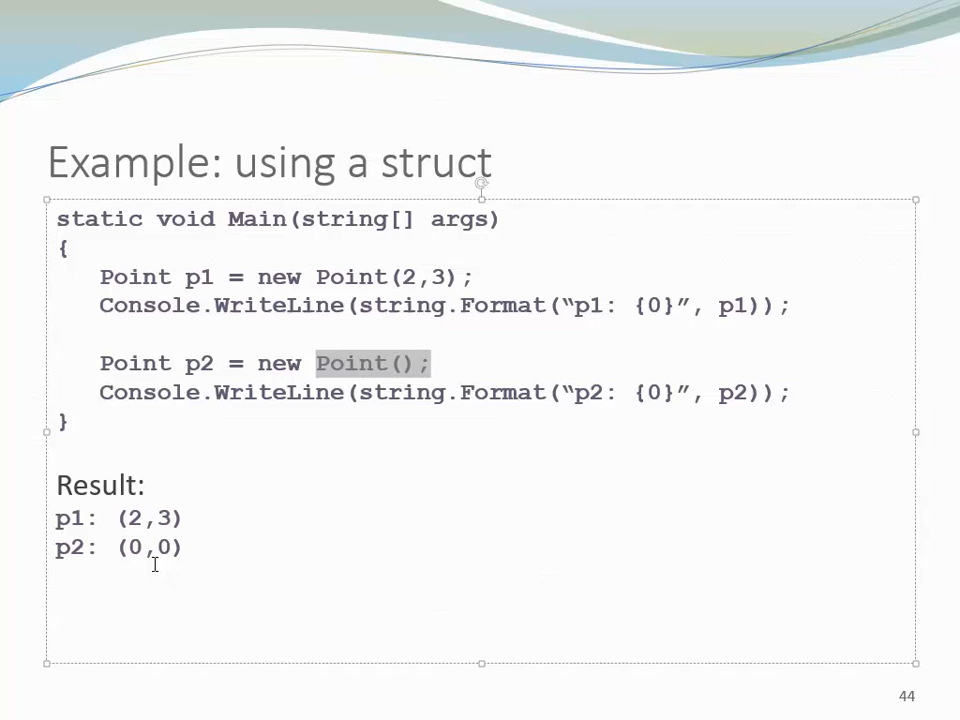 Example: using a struct
static void Main(string[] args)
{
Point p1 = new Point(2,3);
Console.WriteLine(string.Format(“p1: {0}”, p1));
Point p2 = new Point();
Console.WriteLine(string.Format(“p2: {0}”, p2));
}
Result:
p1: (2,3)
p2: (0,0)
44